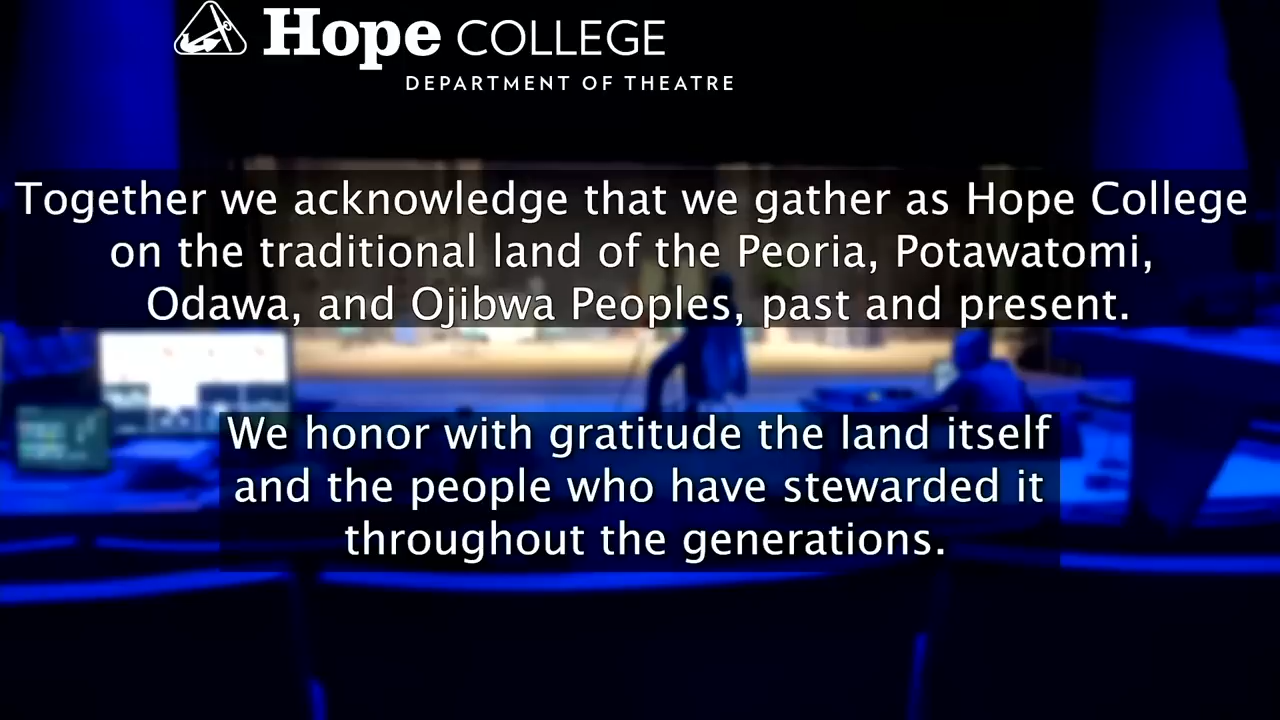 Hope COLLEGE
DEPARTMENT OF THEATRE
Together we acknowledge that we gather as Hope College
on the traditional land of the Peoria, Potawatomi,
Odawa, and Ojibwa Peoples, past and present.
We honor with gratitude the land itself
and the people who have stewarded it
throughout the generations.